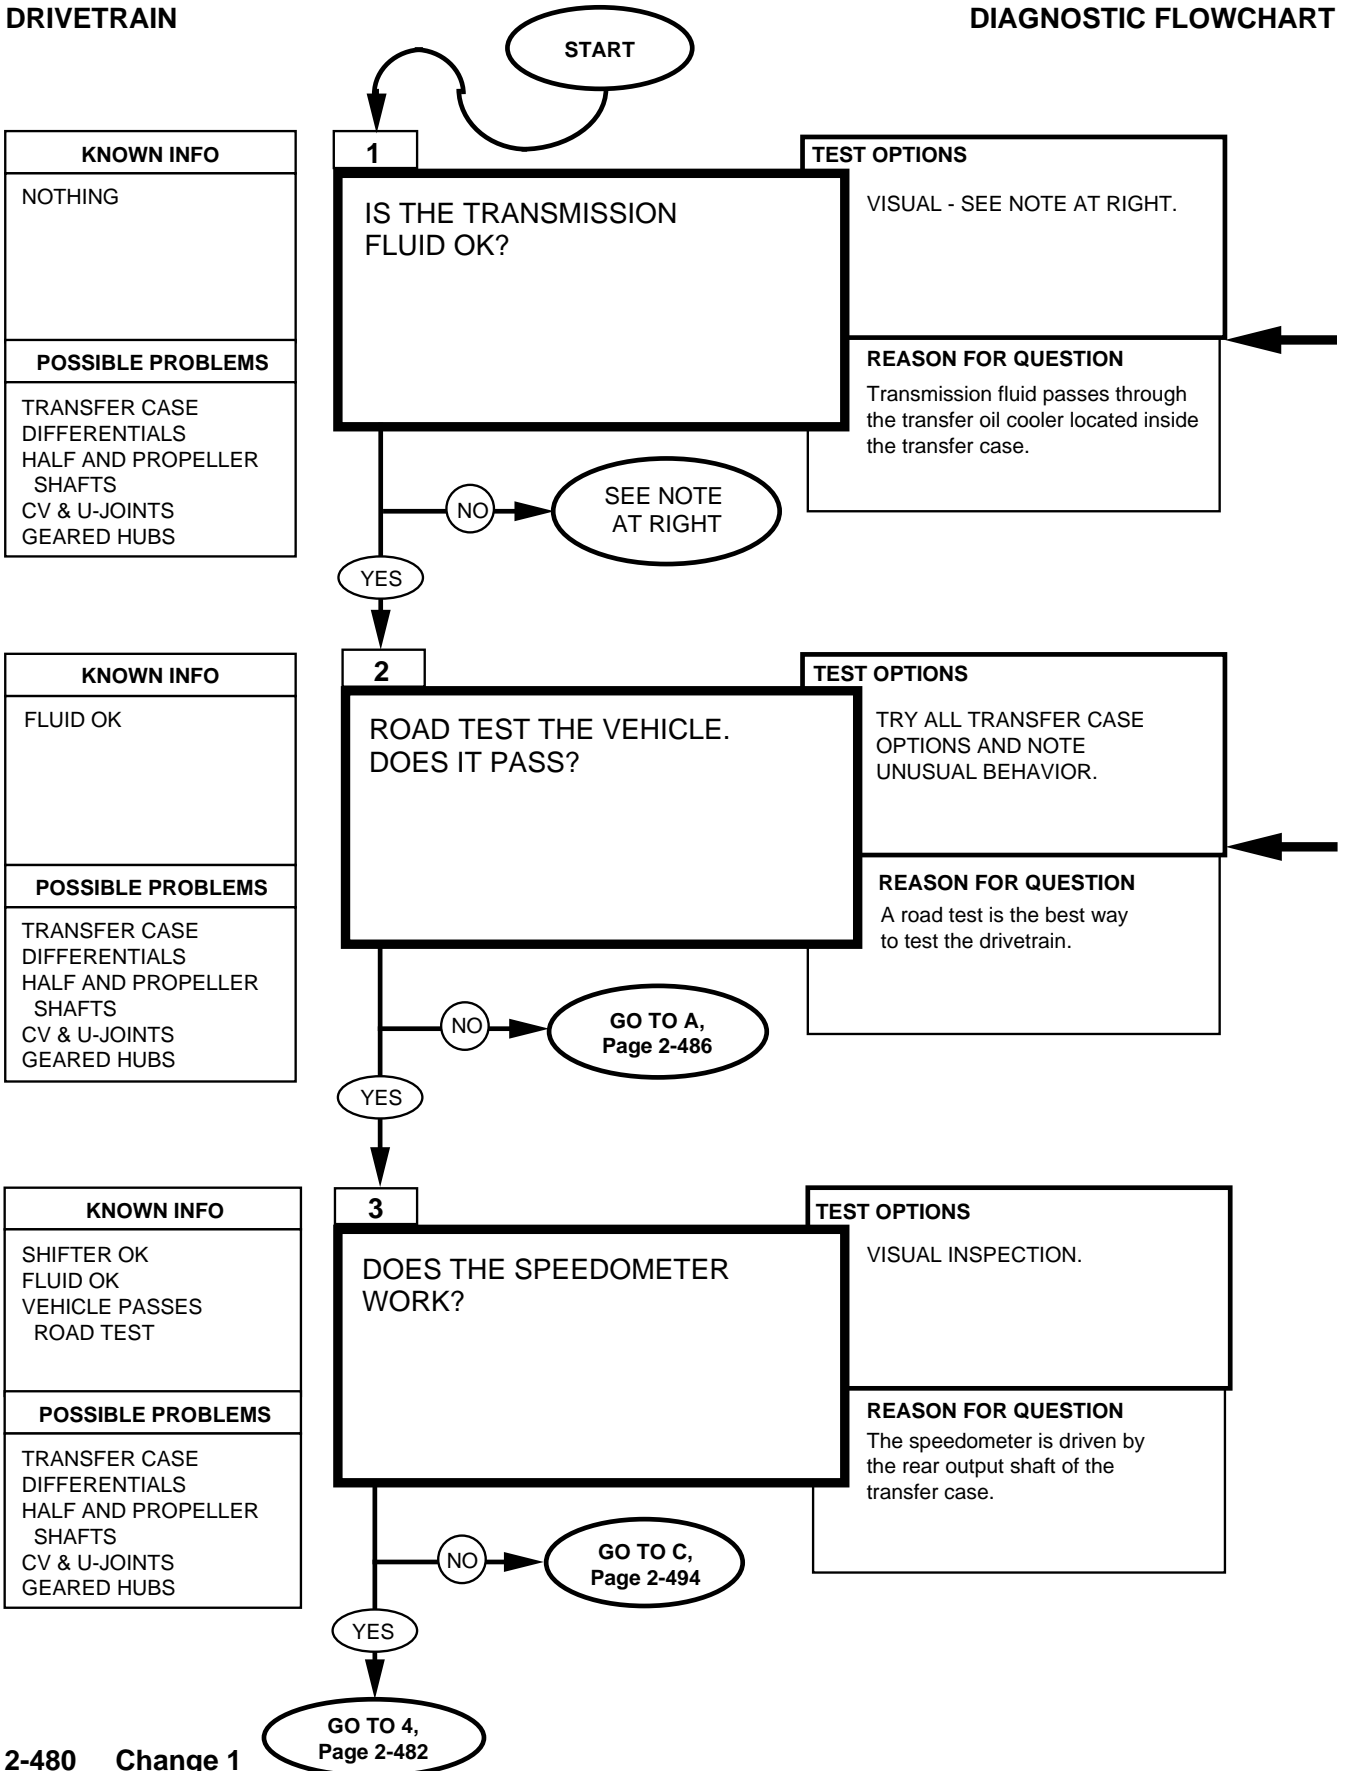 DRIVETRAIN
DIAGNOSTIC FLOWCHART
START
KNOWN INFO
NOTHING
POSSIBLE PROBLEMS
TRANSFER CASE
DIFFERENTIALS
HALF AND PROPELLER
SHAFTS
CV & U-JOINTS
GEARED HUBS
1
IS THE TRANSMISSION
FLUID OK?
TEST OPTIONS
VISUAL - SEE NOTE AT RIGHT.
REASON FOR QUESTION
Transmission fluid passes through
the transfer oil cooler located inside
the transfer case.
NO
SEE NOTE
AT RIGHT
YES
KNOWN INFO
FLUID OK
POSSIBLE PROBLEMS
TRANSFER CASE
DIFFERENTIALS
HALF AND PROPELLER
SHAFTS
CV & U-JOINTS
GEARED HUBS
2
ROAD TEST THE VEHICLE.
DOES IT PASS?
TEST OPTIONS
TRY ALL TRANSFER CASE
OPTIONS AND NOTE
UNUSUAL BEHAVIOR.
REASON FOR QUESTION
A road test is the best way
to test the drivetrain.
NO
GO TO A,
Page 2-486
YES
KNOWN INFO
SHIFTER OK
FLUID OK
VEHICLE PASSES
ROAD TEST
POSSIBLE PROBLEMS
TRANSFER CASE
DIFFERENTIALS
HALF AND PROPELLER
SHAFTS
CV & U-JOINTS
GEARED HUBS
3
DOES THE SPEEDOMETER
WORK?
TEST OPTIONS
VISUAL INSPECTION.
REASON FOR QUESTION
The speedometer is driven by
the rear output shaft of the
transfer case.
NO
GO TO C,
Page 2-494
YES
GO TO 4,
Page 2-482
2-480 Change 1